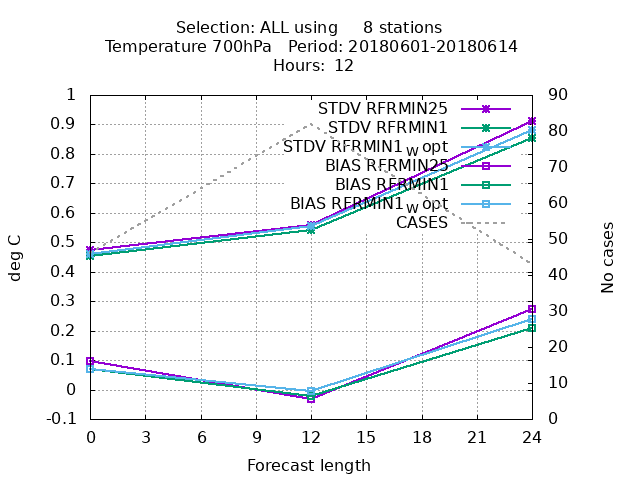 Selection: ALL using     8 stations
Temperature 700hPa   Period: 20180601-20180614
Hours:  12
STDV RFRMIN25
STDV RFRMIN1
STDV RFRMIN1_W opt
BIAS RFRMIN25
BIAS RFRMIN1
BIAS RFRMIN1_W opt
CASES
deg C
1
0.9
0.8
0.7
0.6
0.5
0.4
0.3
0.2
0.1
0
-0.1
No cases
90
80
70
60
50
40
30
20
10
0
0 3 6 9 12 15 18 21 24
Forecast length